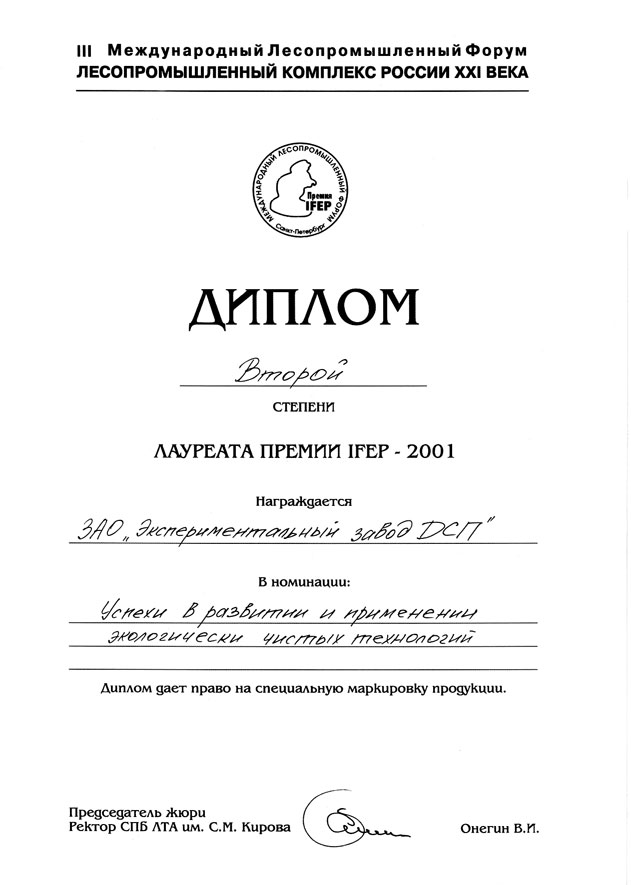 III Международный Лесопромышленный Форум
ЛЕСОПРОМЫШЛЕННЫЙ КОМПЛЕКС РОССИИ XXI ВЕКА
МЕЖДУНАРОДНЫЙ ЛЕСОПРОМЫШЛЕННЫЙ ФОРУМ
Премия
IFEP
Санкт-Петербург
ДИПЛОМ
Второй
СТЕПЕНИ
ЛАУРЕАТА ПРЕМИИ IFEP - 2001
Награждается
ЗАО „Экспериментальный завод ДСП"
В номинации:
Успехи в развитии и применении
экологически чистых технологий
Диплом дает право на специальную маркировку продукции.
Председатель жюри
Ректор СПБ ЛТА им. С.М. Кирова
Онегин В.И.